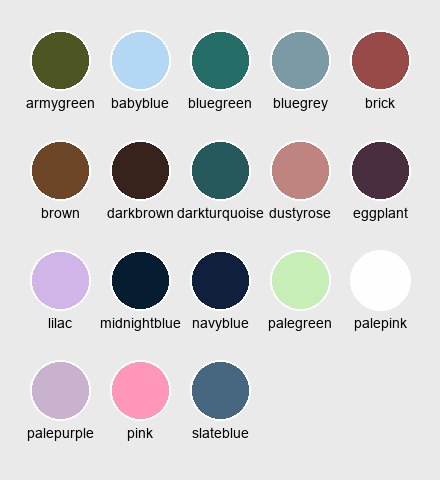 armygreen babyblue bluegreen bluegrey brick
brown darkbrown darkturquoise dustyrose eggplant
lilac midnightblue navyblue palegreen palepink
palepurple pink slateblue